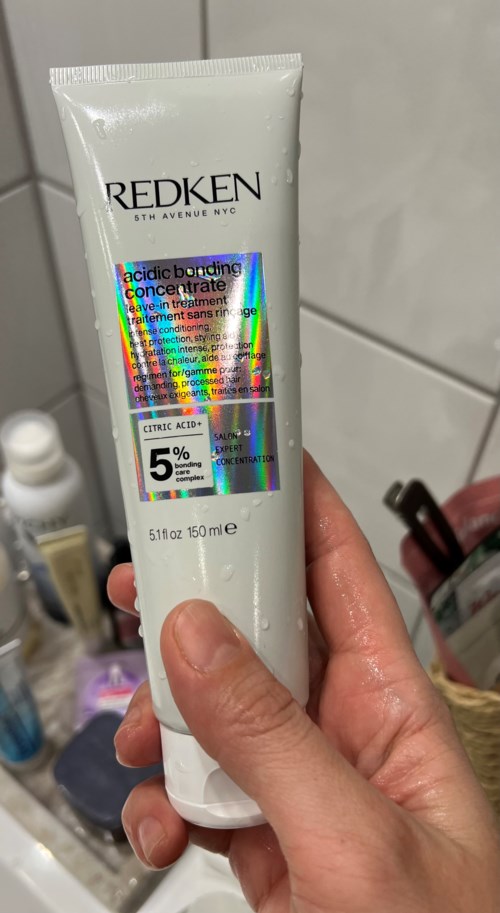 REDKEN
5TH AVENUE NYC
acidic bonding
concentrate
leave-in treatment
traitement sans rinçage
intense conditioning,
heat protection, styling aid
hydratation intense, protection
contre la chaleur, aide au coiffage
regimen for/gamme pour:
demanding, processed hair
cheveux exigeants, traités en salon
CITRIC ACID+
5%
bonding
care
complex
SALON
EXPERT
CONCENTRATION
5.1 fl oz 150 ml e